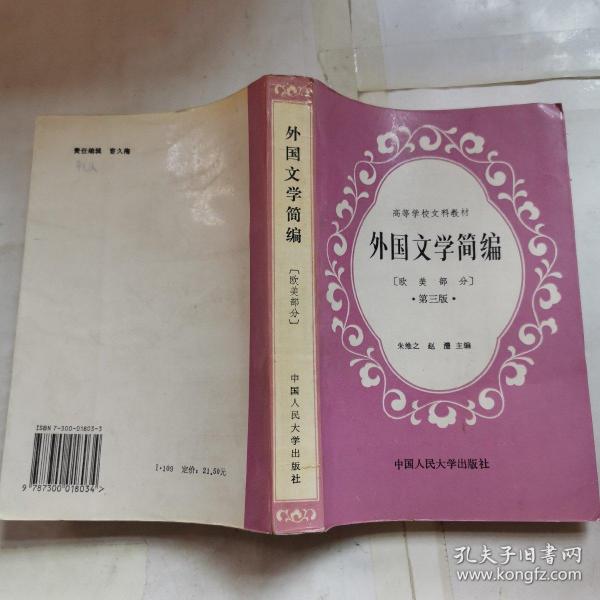 高等学校文科教材
外国文学简编
〔欧美部分〕
·第三版·
朱维之 赵澧 主编
中国人民大学出版社
外国文学简编
〔欧美部分〕
中国人民大学出版社
责任编辑 曹久梅
ISBN 7-300-01803-3
9 787300 018034 >
I·109 定价: 21.50元
孔夫子旧书网
www.kongfz.com